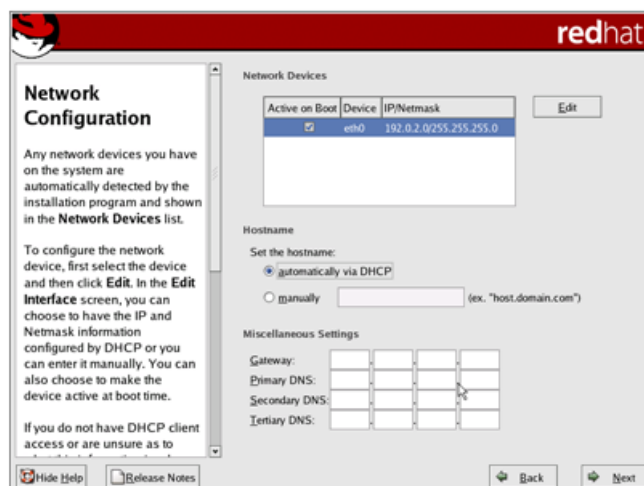 redhat
Network
Configuration
Any network devices you have
on the system are
automatically detected by the
installation program and shown
in the Network Devices list.
To configure the network
device, first select the device
and then click Edit. In the Edit
Interface screen, you can
choose to have the IP and
Netmask information
configured by DHCP or you
can enter it manually. You can
also choose to make the
device active at boot time.
If you do not have DHCP client
access or are unsure as to
Network Devices
Active on Boot Device IP/Netmask
eth0 192.0.2.0/255.255.255.0
Edit
Hostname
Set the hostname:
automatically via DHCP
manually (ex. "host.domain.com")
Miscellaneous Settings
Gateway:
Primary DNS:
Secondary DNS:
Tertiary DNS:
Hide Help Release Notes Back Next